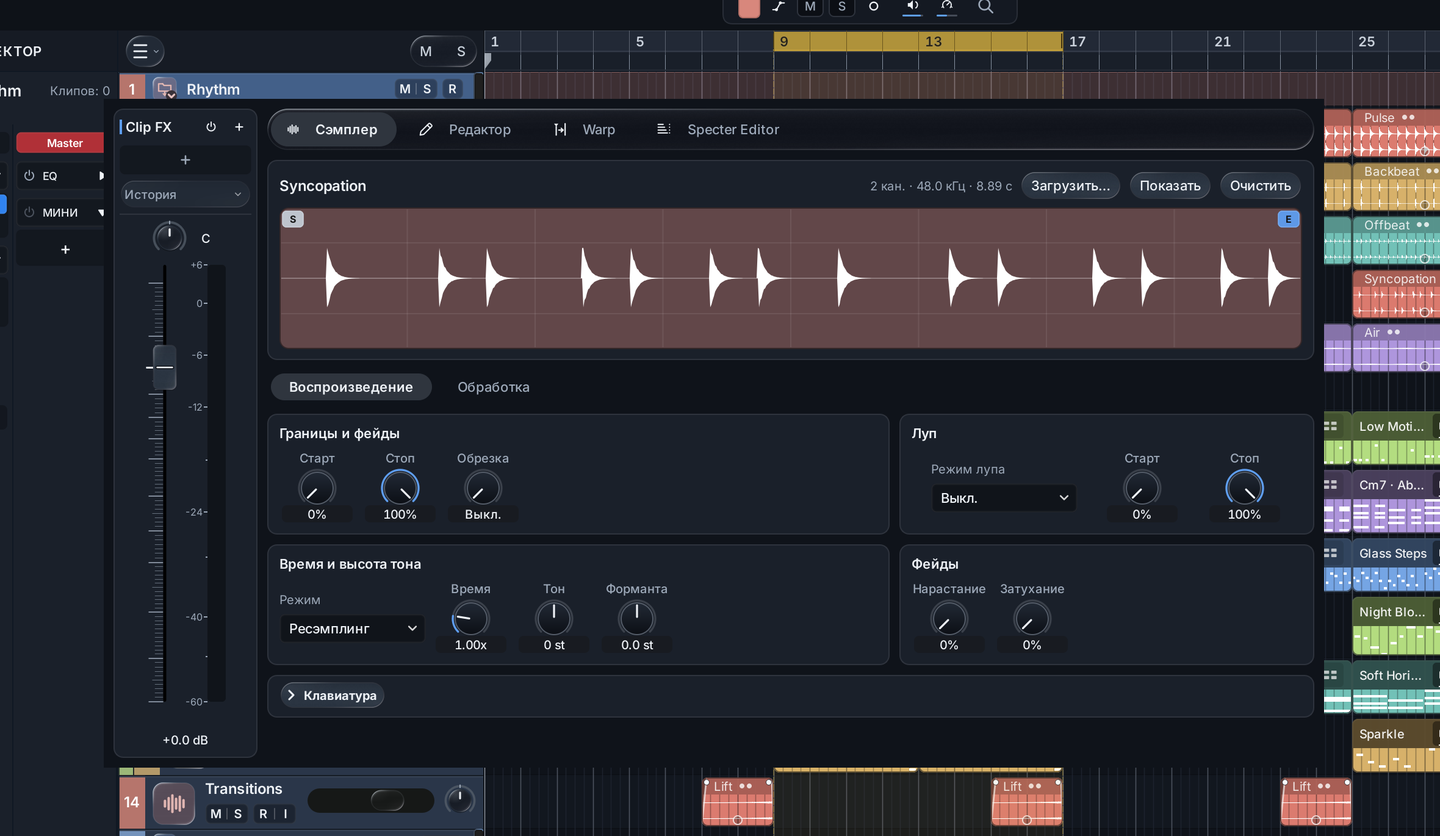 M S
ЕКТОР
M S
1 5 9 13 17 21 25
hm Клипов: 0
1 Rhythm M S R
Clip FX
Сэмплер Редактор Warp Specter Editor
Pulse
Master
История
Syncopation 2 кан. · 48.0 кГц · 8.89 с Загрузить... Показать Очистить
Backbeat
EQ
МИНИ
S E
Offbeat
C
+6
0
-6
-12
-24
-40
-60
+0.0 dB
Syncopation
Air
Воспроизведение Обработка
Границы и фейды
Старт Стоп Обрезка
0% 100% Выкл.
Луп
Режим лупа Старт Стоп
Выкл. 0% 100%
Low Moti...
Cm7 · Ab...
Время и высота тона
Режим Время Тон Форманта
Ресэмплинг 1.00x 0 st 0.0 st
Фейды
Нарастание Затухание
0% 0%
Glass Steps
Night Blo...
Soft Hori...
Клавиатура
Sparkle
14 Transitions
M S R I
Lift Lift Lift